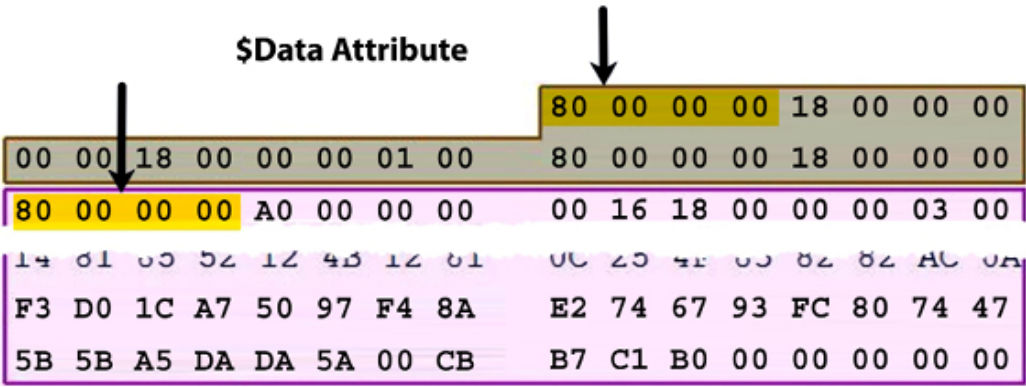 $Data Attribute
80 00 00 00 18 00 00 00
00 00 18 00 00 00 01 00 80 00 00 00 18 00 00 00
80 00 00 00 A0 00 00 00 00 16 18 00 00 00 03 00
F3 D0 1C A7 50 97 F4 8A E2 74 67 93 FC 80 74 47
5B 5B A5 DA DA 5A 00 CB B7 C1 B0 00 00 00 00 00